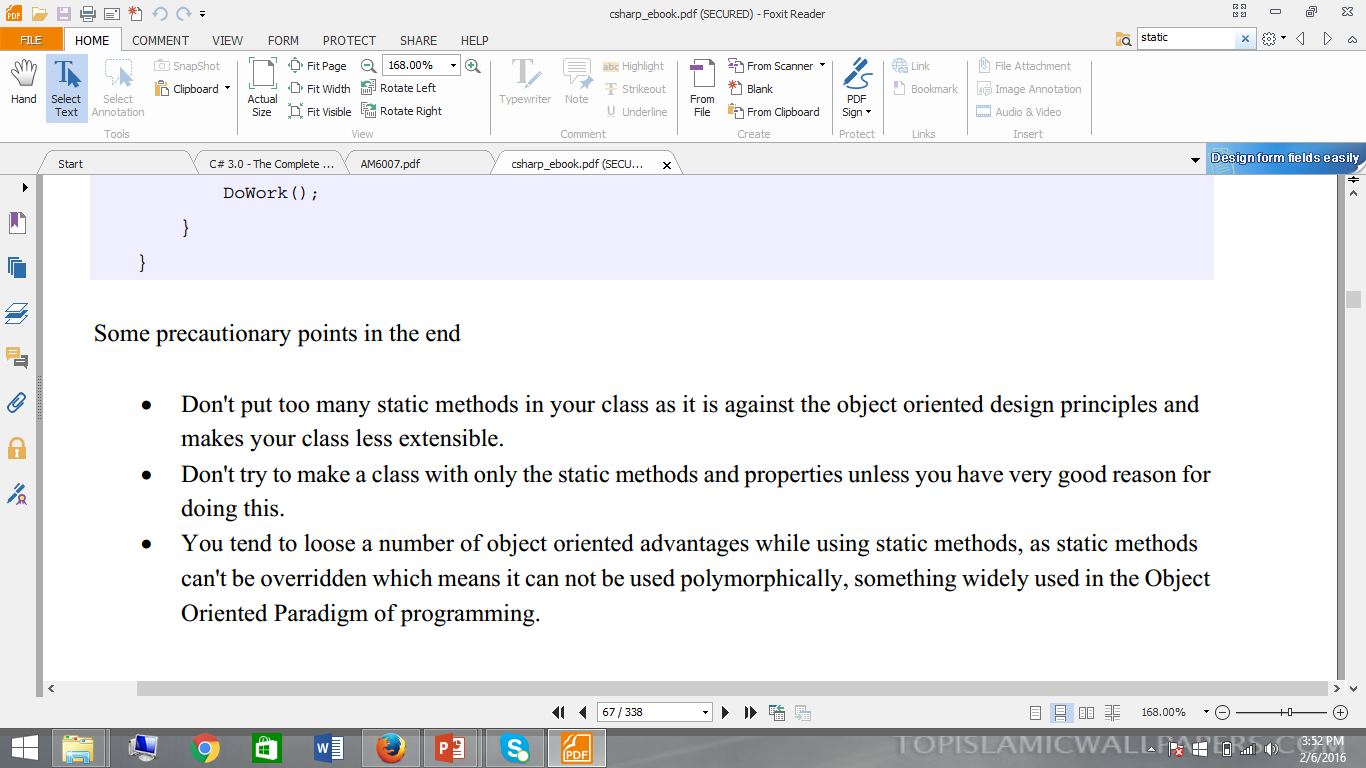 csharp_ebook.pdf (SECURED) - Foxit Reader
FILE HOME COMMENT VIEW FORM PROTECT SHARE HELP
static
Hand
Select Text
Select Annotation
SnapShot
Clipboard
Tools
Actual Size
Fit Page
Fit Width
Fit Visible
168.00%
Rotate Left
Rotate Right
View
Typewriter
Note
abc Highlight
Strikeout
U Underline
Comment
From File
From Scanner
Blank
From Clipboard
Create
PDF Sign
Protect
Link
Bookmark
Links
File Attachment
Image Annotation
Audio & Video
Insert
Start
C# 3.0 - The Complete ...
AM6007.pdf
csharp_ebook.pdf (SECU...
Design form fields easily
DoWork();
}
}
Some precautionary points in the end
• Don't put too many static methods in your class as it is against the object oriented design principles and
makes your class less extensible.
• Don't try to make a class with only the static methods and properties unless you have very good reason for
doing this.
• You tend to loose a number of object oriented advantages while using static methods, as static methods
can't be overridden which means it can not be used polymorphically, something widely used in the Object
Oriented Paradigm of programming.
67 / 338
168.00%
TOPISLAMICWALLPAPERS.COM
3:52 PM
2/6/2016